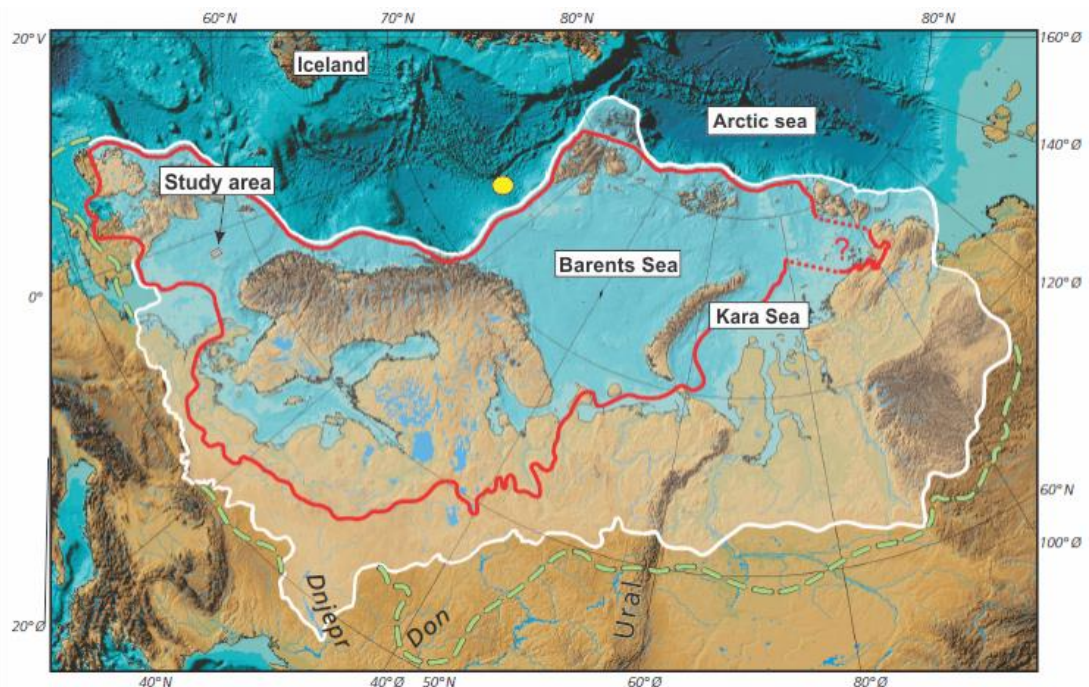 60°N
70°N
80°N
80°N
20°V
160°Ø
Iceland
Arctic sea
140°Ø
Study area
?
Barents Sea
120°Ø
0°
Kara Sea
60°N
100°Ø
Dnjepr
Don
Ural
20°Ø
40°N
40°Ø
50°N
60°Ø
80°Ø